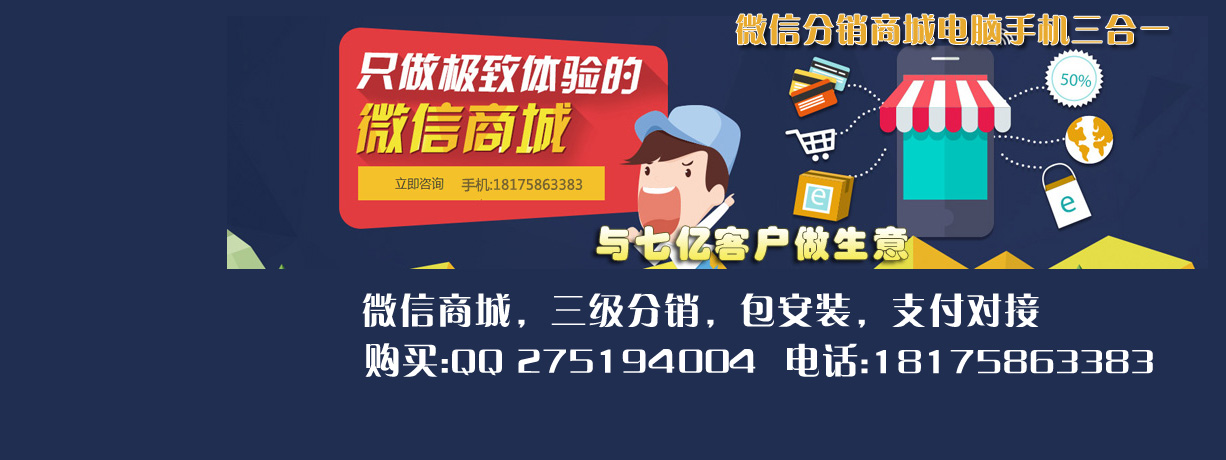 微信分销商城电脑手机三合一
只做极致体验的
微信商城
立即咨询 手机:18175863383
50%
e
e
与七亿客户做生意
微信商城，三级分销，包安装，支付对接
购买:QQ 275194004 电话:18175863383